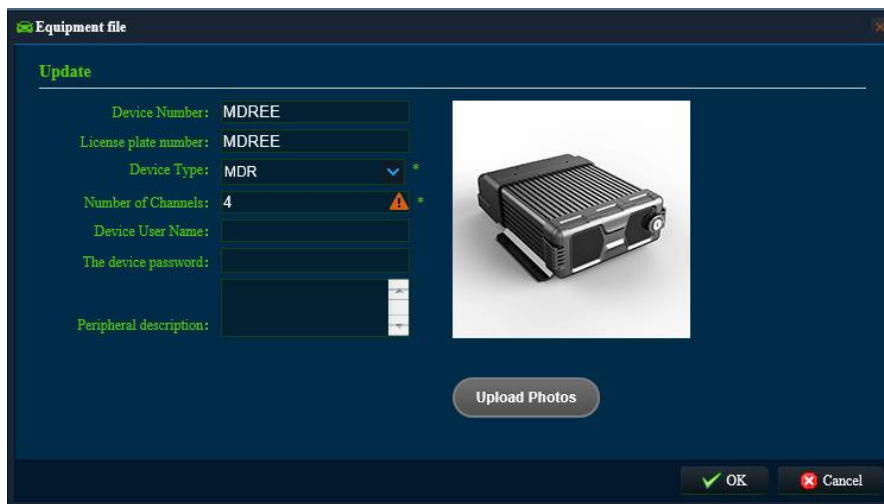 Equipment file
Update
Device Number: MDREE
License plate number: MDREE
Device Type: MDR *
Number of Channels: 4 *
Device User Name:
The device password:
Peripheral description:
Upload Photos
OK
Cancel